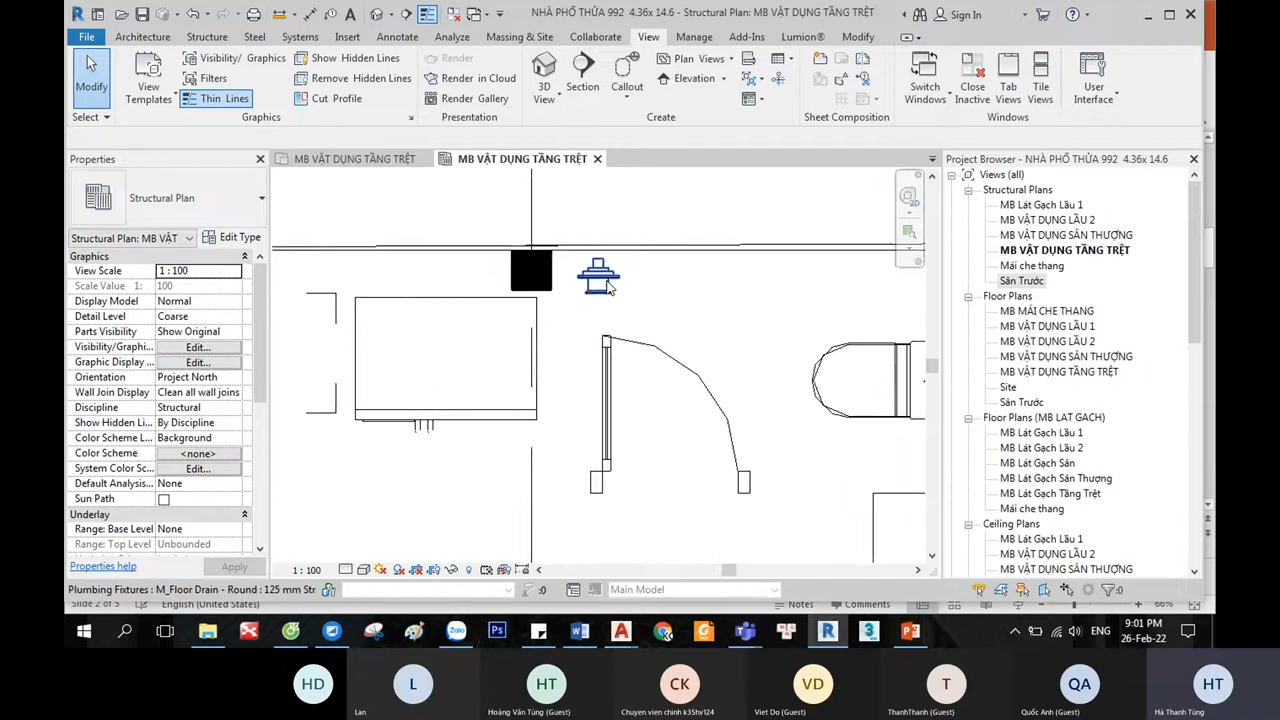 NHÀ PHỐ THỬA 992 4.36x 14.6 - Structural Plan: MB VẬT DỤNG TẦNG TRỆT
Sign In
File
Architecture
Structure
Steel
Systems
Insert
Annotate
Analyze
Massing & Site
Collaborate
View
Manage
Add-Ins
Lumion®
Modify
Modify
View Templates
Visibility/ Graphics
Filters
Thin Lines
Show Hidden Lines
Remove Hidden Lines
Cut Profile
Render
Render in Cloud
Render Gallery
3D View
Section
Callout
Plan Views
Elevation
Switch Windows
Close Inactive
Tab Views
Tile Views
User Interface
Select
Graphics
Presentation
Create
Sheet Composition
Windows
Properties
MB VẬT DỤNG TẦNG TRỆT
MB VẬT DỤNG TẦNG TRỆT
Project Browser - NHÀ PHỐ THỬA 992 4.36x 14.6
Structural Plan
Structural Plan: MB VẬT
Edit Type
Graphics
View Scale 1 : 100
Scale Value 1: 100
Display Model Normal
Detail Level Coarse
Parts Visibility Show Original
Visibility/Graphi... Edit...
Graphic Display ... Edit...
Orientation Project North
Wall Join Display Clean all wall joins
Discipline Structural
Show Hidden Li... By Discipline
Color Scheme L... Background
Color Scheme <none>
System Color Sc... Edit...
Default Analysis... None
Sun Path
Underlay
Range: Base Level None
Range: Top Level Unbounded
Properties help
Apply
2D
Views (all)
Structural Plans
MB Lát Gạch Lầu 1
MB VẬT DỤNG LẦU 2
MB VẬT DỤNG SÂN THƯỢNG
MB VẬT DỤNG TẦNG TRỆT
Mái che thang
Sân Trước
Floor Plans
MB MÁI CHE THANG
MB VẬT DỤNG LẦU 1
MB VẬT DỤNG LẦU 2
MB VẬT DỤNG SÂN THƯỢNG
MB VẬT DỤNG TẦNG TRỆT
Site
Sân Trước
Floor Plans (MB LAT GACH)
MB Lát Gạch Lầu 1
MB Lát Gạch Lầu 2
MB Lát Gạch Sân
MB Lát Gạch Sân Thượng
MB Lát Gạch Tầng Trệt
Mái che thang
Ceiling Plans
MB Lát Gạch Lầu 1
MB VẬT DỤNG LẦU 2
MB VẬT DỤNG SÂN THƯỢNG
1 : 100
Plumbing Fixtures : M_Floor Drain - Round : 125 mm Str
:0
Main Model
:0
Slide 2 of 5
English (United States)
Notes
Comments
66%
Zalo
ENG
9:01 PM
26-Feb-22
HD
L
HT
CK
VD
T
QA
HT
Lan
Hoàng Văn Tùng (Guest)
Chuyen vien chinh k35hv124
Viet Do (Guest)
ThanhThanh (Guest)
Quốc Anh (Guest)
Hà Thanh Tùng